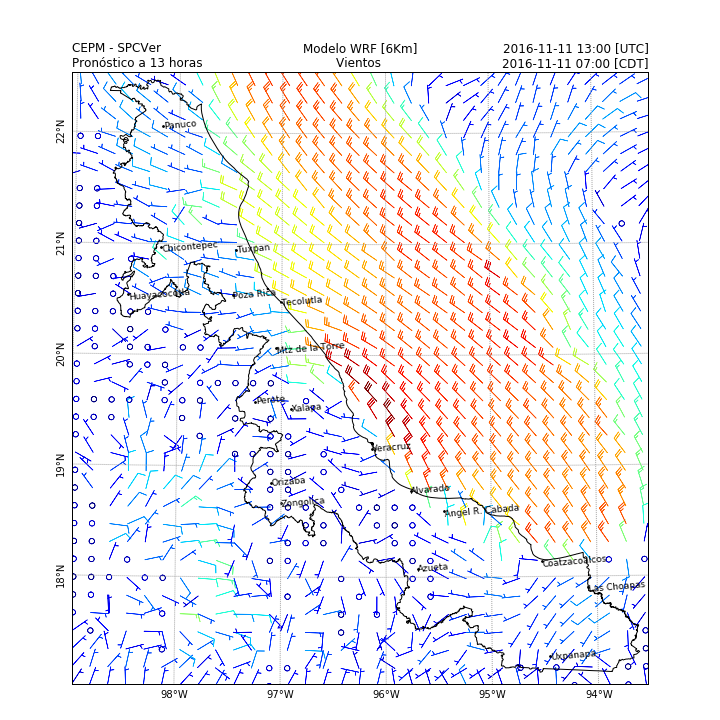 CEPM - SPCVer Modelo WRF [6Km] 2016-11-11 13:00 [UTC]
Pronóstico a 13 horas Vientos 2016-11-11 07:00 [CDT]
22°N
Panuco
21°N
Chicontepec
Tuxpan
Huayacocotla
Poza Rica
Tecolutla
20°N
Mtz de la Torre
Perote
Xalapa
19°N
Veracruz
Orizaba
Alvarado
Zongolica
Angel R. Cabada
18°N
Azueta
Coatzacoalcos
Las Choapas
Uxpanapa
98°W 97°W 96°W 95°W 94°W